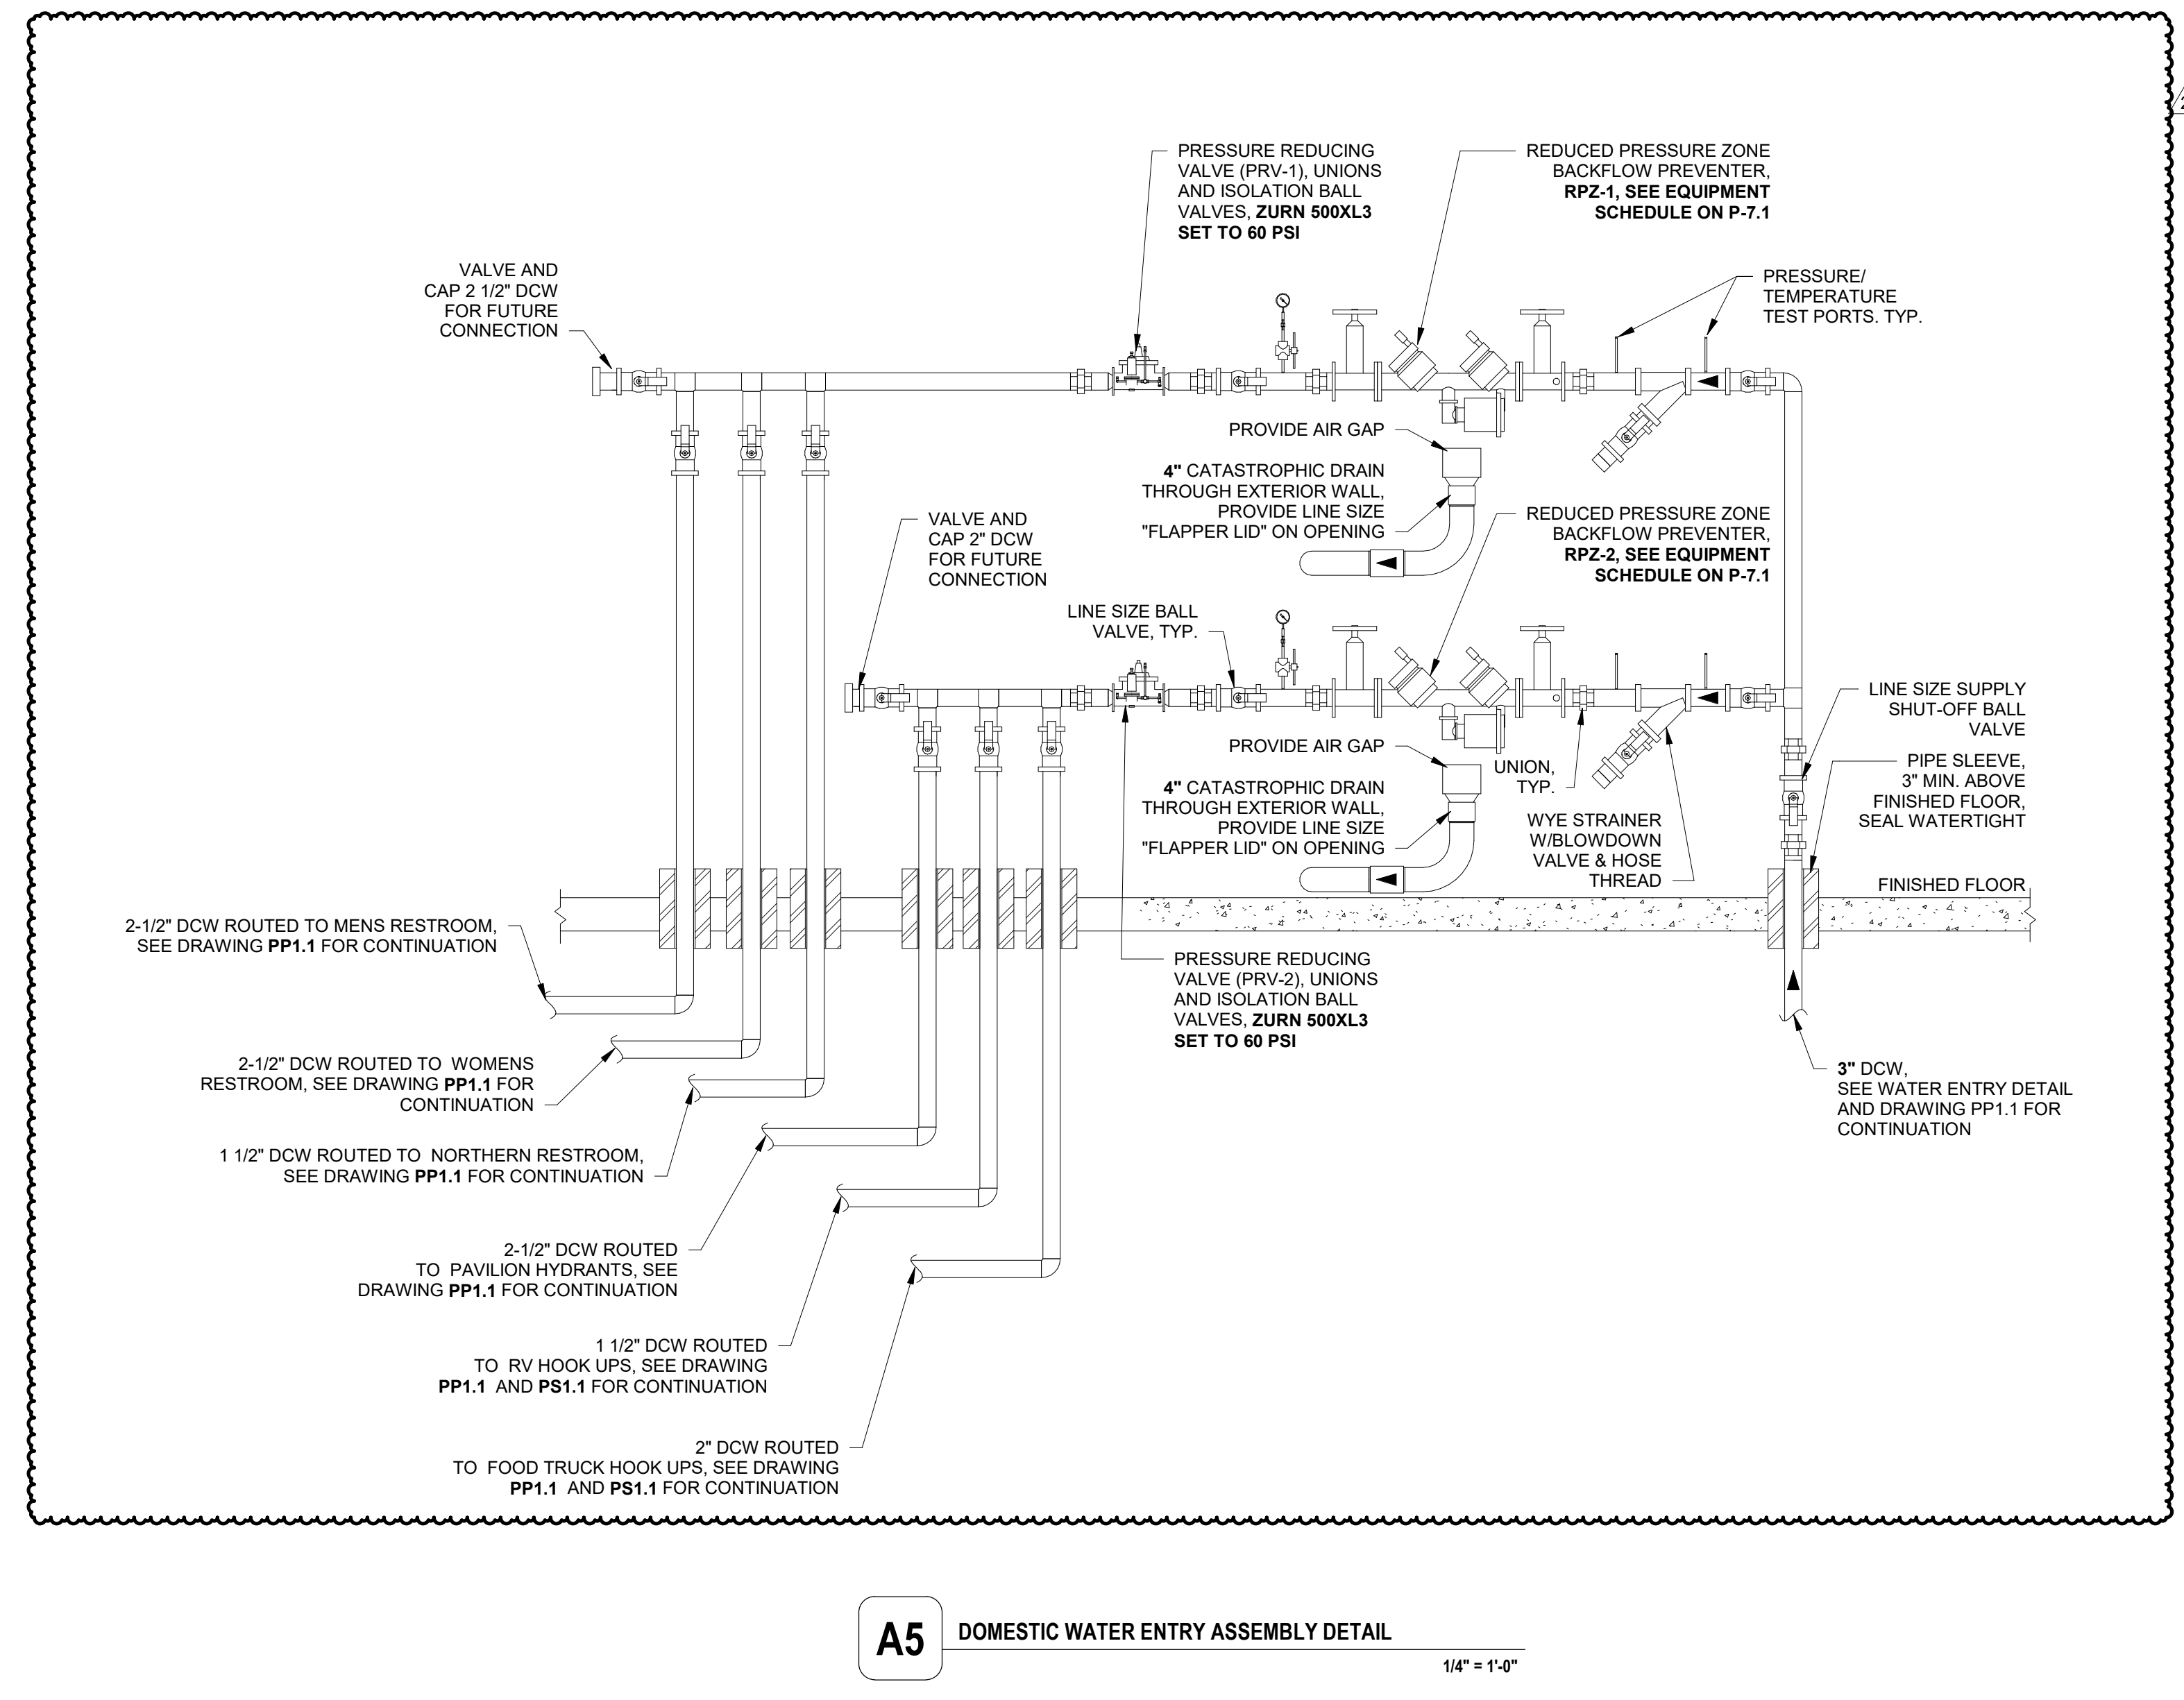 PRESSURE REDUCING
VALVE (PRV-1), UNIONS
AND ISOLATION BALL
VALVES, ZURN 500XL3
SET TO 60 PSI
REDUCED PRESSURE ZONE
BACKFLOW PREVENTER,
RPZ-1, SEE EQUIPMENT
SCHEDULE ON P-7.1
VALVE AND
CAP 2 1/2" DCW
FOR FUTURE
CONNECTION
PRESSURE/
TEMPERATURE
TEST PORTS. TYP.
PROVIDE AIR GAP
4" CATASTROPHIC DRAIN
THROUGH EXTERIOR WALL,
PROVIDE LINE SIZE
"FLAPPER LID" ON OPENING
VALVE AND
CAP 2" DCW
FOR FUTURE
CONNECTION
REDUCED PRESSURE ZONE
BACKFLOW PREVENTER,
RPZ-2, SEE EQUIPMENT
SCHEDULE ON P-7.1
LINE SIZE BALL
VALVE, TYP.
LINE SIZE SUPPLY
SHUT-OFF BALL
VALVE
PROVIDE AIR GAP
4" CATASTROPHIC DRAIN
THROUGH EXTERIOR WALL,
PROVIDE LINE SIZE
"FLAPPER LID" ON OPENING
UNION,
TYP.
PIPE SLEEVE,
3" MIN. ABOVE
FINISHED FLOOR,
SEAL WATERTIGHT
WYE STRAINER
W/BLOWDOWN
VALVE & HOSE
THREAD
FINISHED FLOOR
2-1/2" DCW ROUTED TO MENS RESTROOM,
SEE DRAWING PP1.1 FOR CONTINUATION
PRESSURE REDUCING
VALVE (PRV-2), UNIONS
AND ISOLATION BALL
VALVES, ZURN 500XL3
SET TO 60 PSI
2-1/2" DCW ROUTED TO WOMENS
RESTROOM, SEE DRAWING PP1.1 FOR
CONTINUATION
3" DCW,
SEE WATER ENTRY DETAIL
AND DRAWING PP1.1 FOR
CONTINUATION
1 1/2" DCW ROUTED TO NORTHERN RESTROOM,
SEE DRAWING PP1.1 FOR CONTINUATION
2-1/2" DCW ROUTED
TO PAVILION HYDRANTS, SEE
DRAWING PP1.1 FOR CONTINUATION
1 1/2" DCW ROUTED
TO RV HOOK UPS, SEE DRAWING
PP1.1 AND PS1.1 FOR CONTINUATION
2" DCW ROUTED
TO FOOD TRUCK HOOK UPS, SEE DRAWING
PP1.1 AND PS1.1 FOR CONTINUATION
A5
DOMESTIC WATER ENTRY ASSEMBLY DETAIL
1/4" = 1'-0"